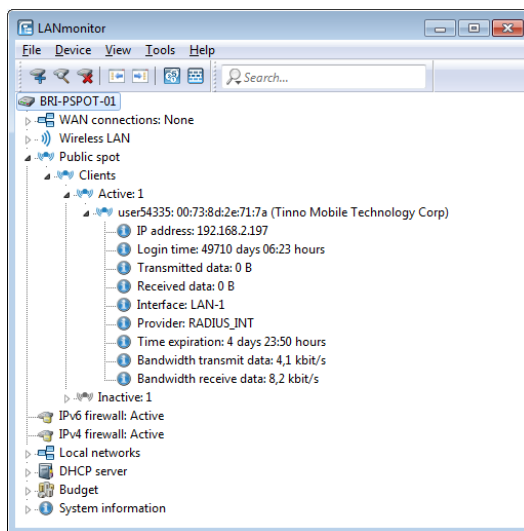 LANmonitor
File Device View Tools Help
Search...
BRI-PSPOT-01
WAN connections: None
Wireless LAN
Public spot
Clients
Active: 1
user54335: 00:73:8d:2e:71:7a (Tinno Mobile Technology Corp)
IP address: 192.168.2.197
Login time: 49710 days 06:23 hours
Transmitted data: 0 B
Received data: 0 B
Interface: LAN-1
Provider: RADIUS_INT
Time expiration: 4 days 23:50 hours
Bandwidth transmit data: 4,1 kbit/s
Bandwidth receive data: 8,2 kbit/s
Inactive: 1
IPv6 firewall: Active
IPv4 firewall: Active
Local networks
DHCP server
Budget
System information